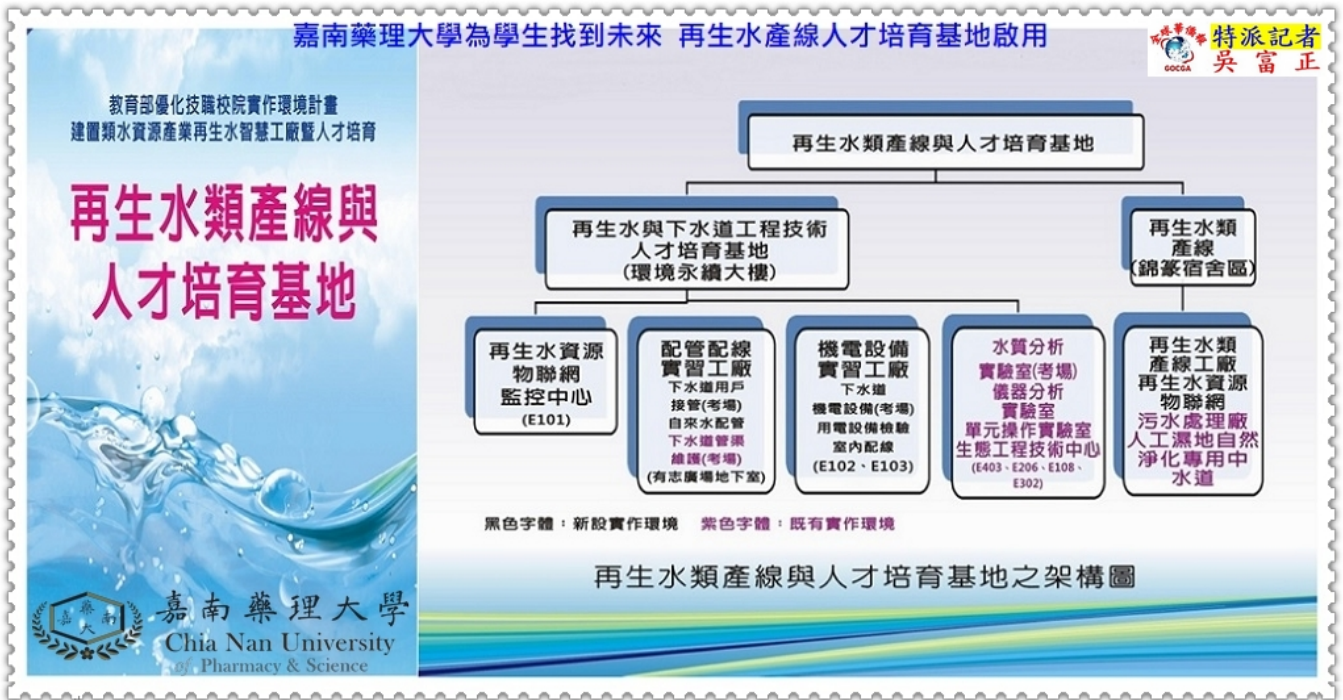 嘉南藥理大學為學生找到未來 再生水產線人才培育基地啟用
全球華僑報
GOCGA
特派記者
吳富正
教育部優化技職校院實作環境計畫
建置類水資源產業再生水智慧工廠暨人才培育
再生水類產線與
人才培育基地
嘉南藥理大學
Chia Nan University
of Pharmacy & Science
再生水類產線與人才培育基地
再生水與下水道工程技術
人才培育基地
(環境永續大樓)
再生水類
產線
(錦篆宿舍區)
再生水資源
物聯網
監控中心
(E101)
配管配線
實習工廠
下水道用戶
接管(考場)
自來水配管
下水道管渠
維護(考場)
(有志廣場地下室)
機電設備
實習工廠
下水道
機電設備(考場)
用電設備檢驗
室內配線
(E102、E103)
水質分析
實驗室(考場)
儀器分析
實驗室
單元操作實驗室
生態工程技術中心
(E403、E206、E108、
E302)
再生水類
產線工廠
再生水資源
物聯網
污水處理廠
人工濕地自然
淨化專用中
水道
黑色字體：新設實作環境 紫色字體：既有實作環境
再生水類產線與人才培育基地之架構圖